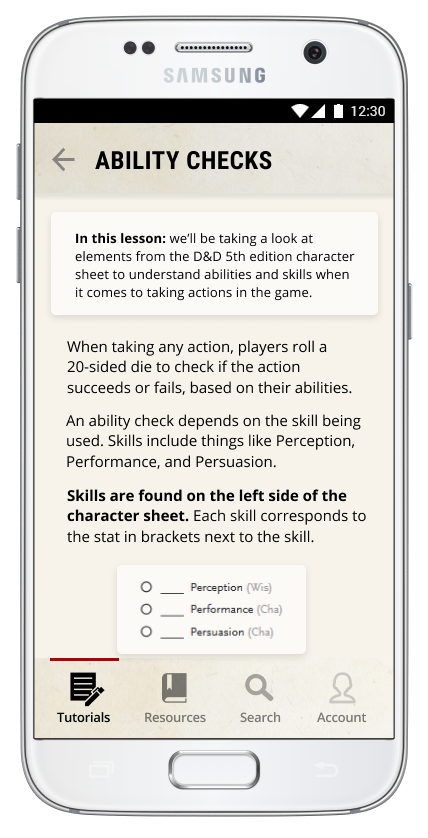 SAMSUNG
12:30
ABILITY CHECKS
In this lesson: we'll be taking a look at
elements from the D&D 5th edition character
sheet to understand abilities and skills when
it comes to taking actions in the game.
When taking any action, players roll a
20-sided die to check if the action
succeeds or fails, based on their abilities.
An ability check depends on the skill being
used. Skills include things like Perception,
Performance, and Persuasion.
Skills are found on the left side of the
character sheet. Each skill corresponds to
the stat in brackets next to the skill.
___ Perception (Wis)
___ Performance (Cha)
___ Persuasion (Cha)
Tutorials Resources Search Account